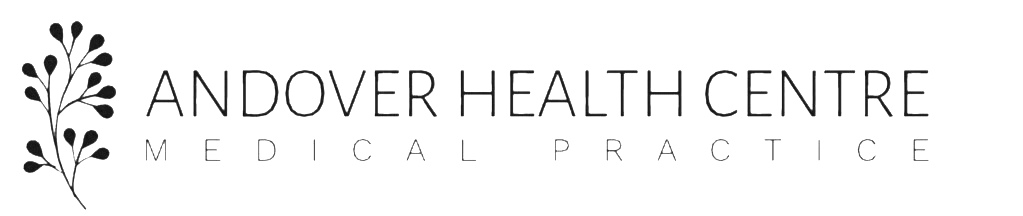 ANDOVER HEALTH CENTRE
MEDICAL PRACTICE